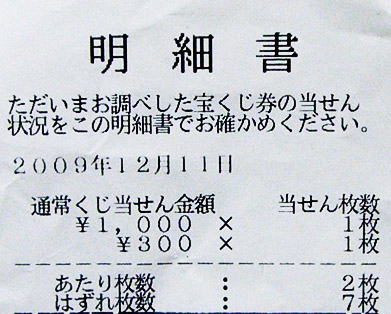 明細書
ただいまお調べした宝くじ券の当せん
状況をこの明細書でお確かめください。
2009年12月11日
通常くじ当せん金額 当せん枚数
¥1,000 × 1枚
¥300 × 1枚
あたり枚数 : 2枚
はずれ枚数 : 7枚